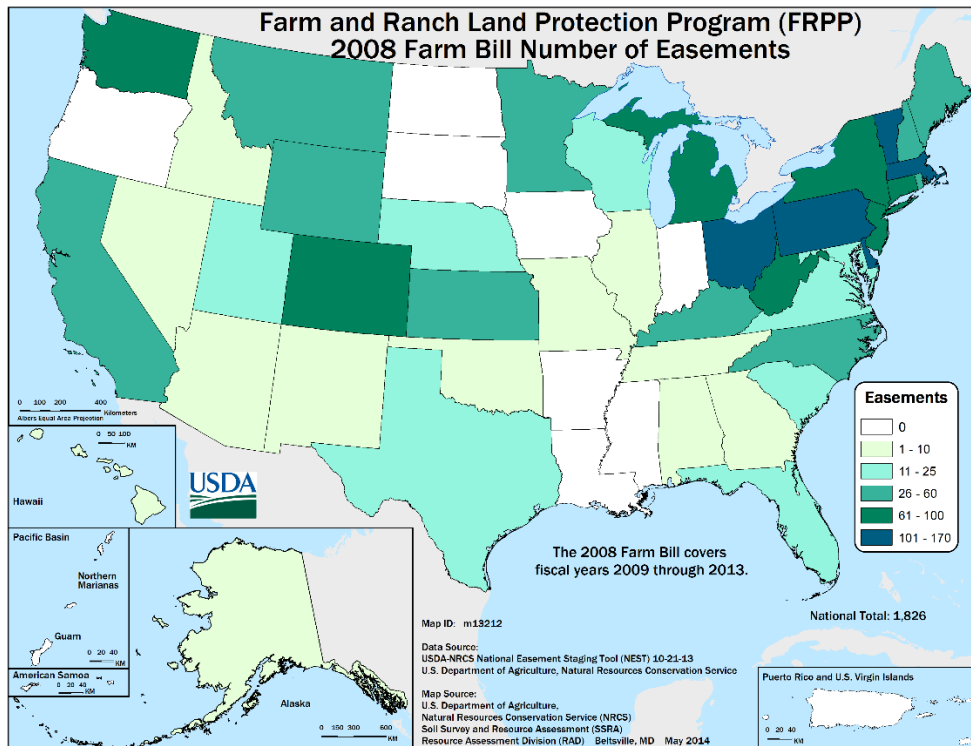 Farm and Ranch Land Protection Program (FRPP)
2008 Farm Bill Number of Easements
0 100 200 400
Kilometers
Albers Equal Area Projection
Easements
0
1 - 10
11 - 25
26 - 60
61 - 100
101 - 170
0 50 100
KM
Hawaii
USDA
Pacific Basin
Northern
Marianas
Guam
0 20 40
KM
American Samoa
0 20 40
KM
Alaska
0 150 300 600
KM
The 2008 Farm Bill covers
fiscal years 2009 through 2013.
National Total: 1,826
Map ID: m13212
Data Source:
USDA-NRCS National Easement Staging Tool (NEST) 10-21-13
U.S. Department of Agriculture, Natural Resources Conservation Service
Map Source:
U.S. Department of Agriculture,
Natural Resources Conservation Service (NRCS)
Soil Survey and Resource Assessment (SSRA)
Resource Assessment Division (RAD) Beltsville, MD May 2014
Puerto Rico and U.S. Virgin Islands
0 20 40
KM